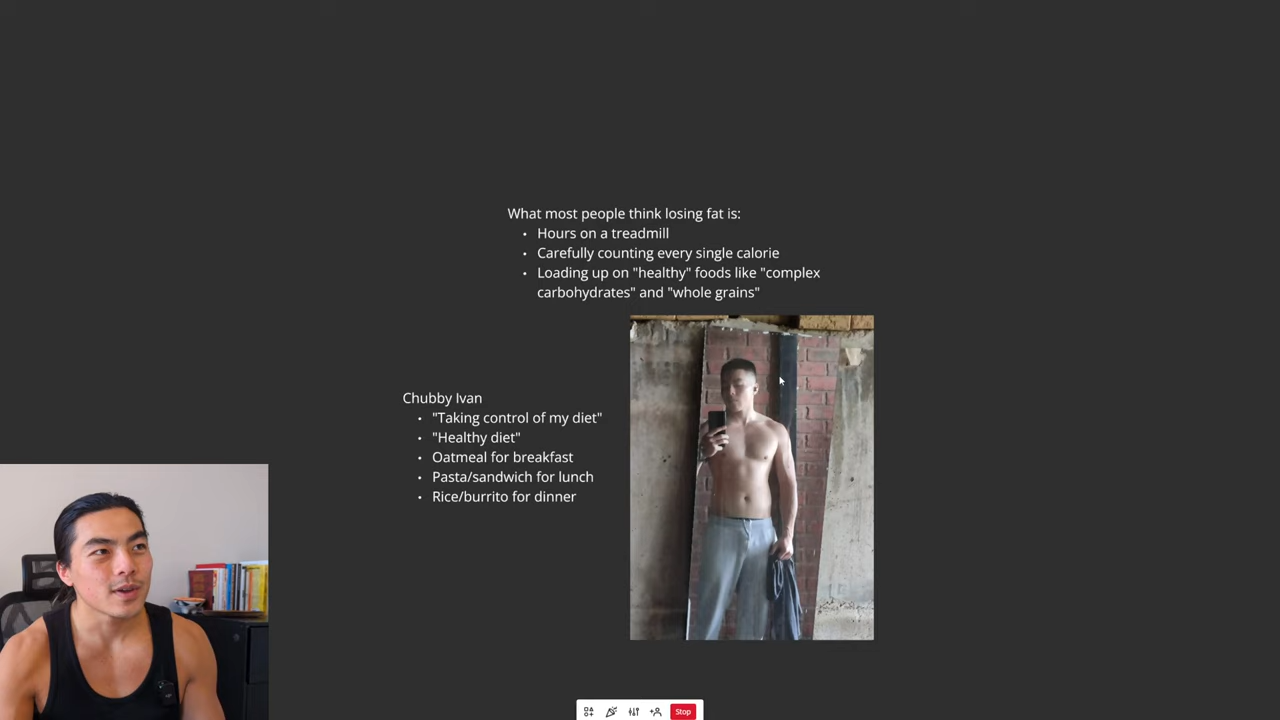 What most people think losing fat is:
• Hours on a treadmill
• Carefully counting every single calorie
• Loading up on "healthy" foods like "complex
carbohydrates" and "whole grains"
Chubby Ivan
• "Taking control of my diet"
• "Healthy diet"
• Oatmeal for breakfast
• Pasta/sandwich for lunch
• Rice/burrito for dinner
Stop